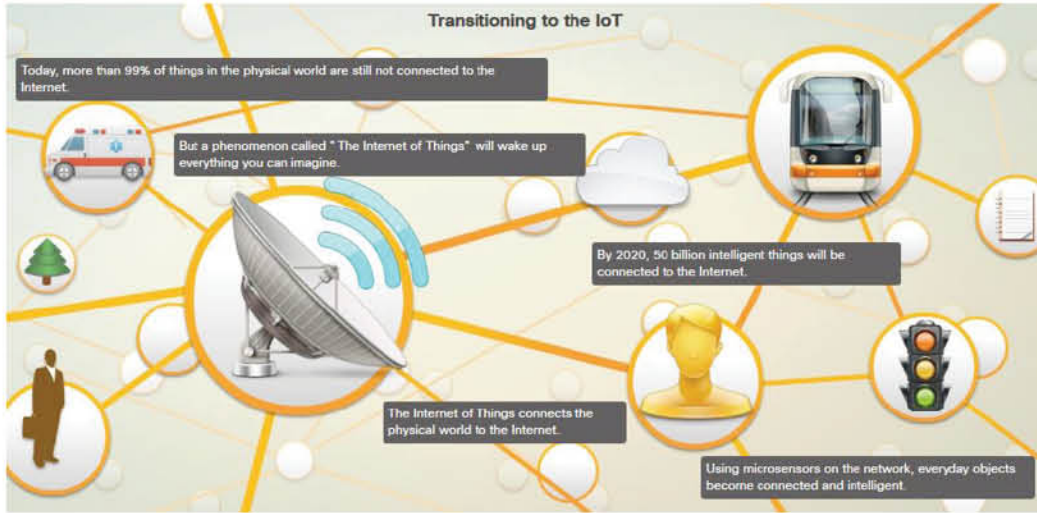 Transitioning to the IoT
Today, more than 99% of things in the physical world are still not connected to the
Internet.
But a phenomenon called " The Internet of Things" will wake up
everything you can imagine.
By 2020, 50 billion intelligent things will be
connected to the Internet.
The Internet of Things connects the
physical world to the Internet.
Using microsensors on the network, everyday objects
become connected and intelligent.